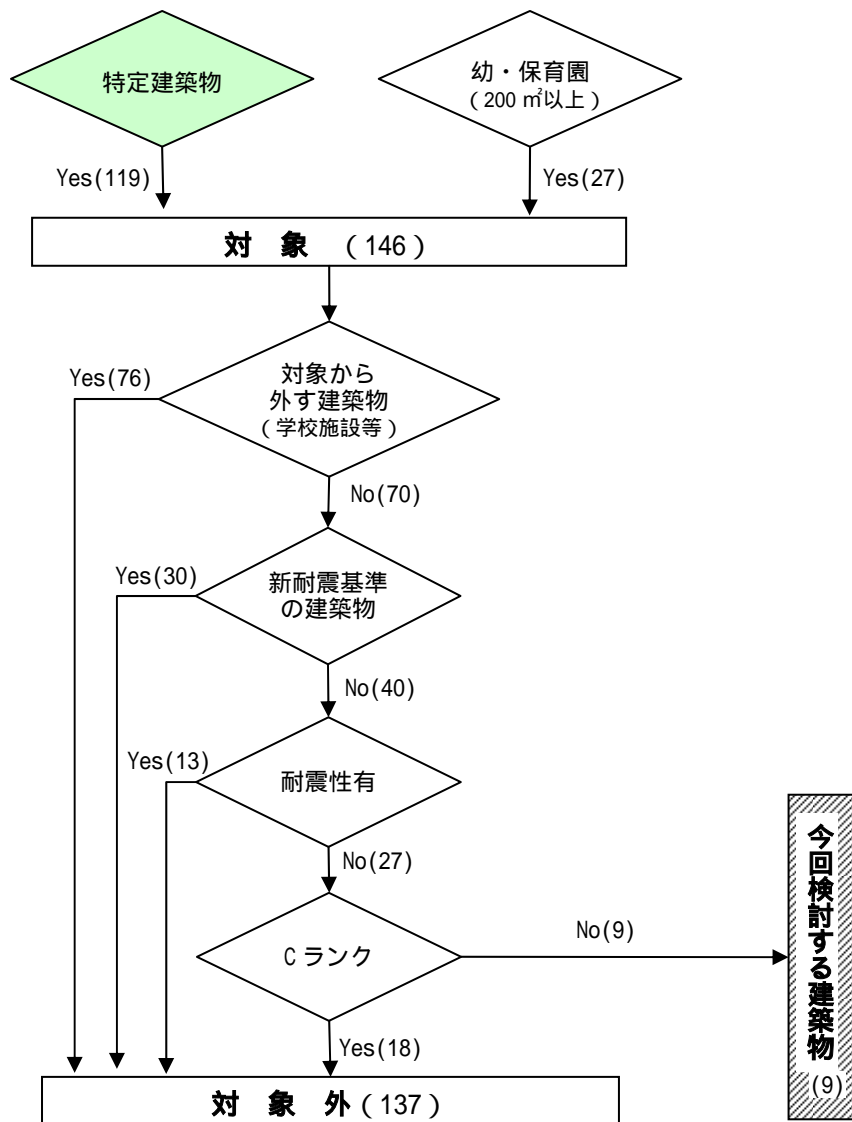 特定建築物
幼・保育園
（200 ㎡以上）
Yes(119)
Yes(27)
対 象 （146）
Yes(76)
対象から
外す建築物
（学校施設等）
No(70)
Yes(30)
新耐震基準
の建築物
No(40)
Yes(13)
耐震性有
No(27)
C ランク
No(9)
今回検討する建築物
(9)
Yes(18)
対 象 外（137）